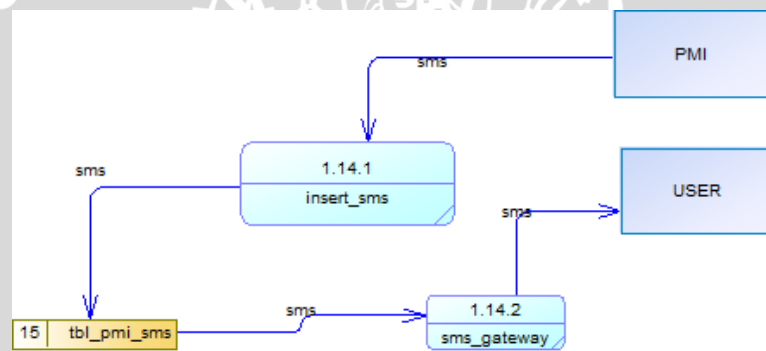 PMI
sms
1.14.1
insert_sms
sms
USER
sms
15 tbl_pmi_sms
sms
1.14.2
sms_gateway